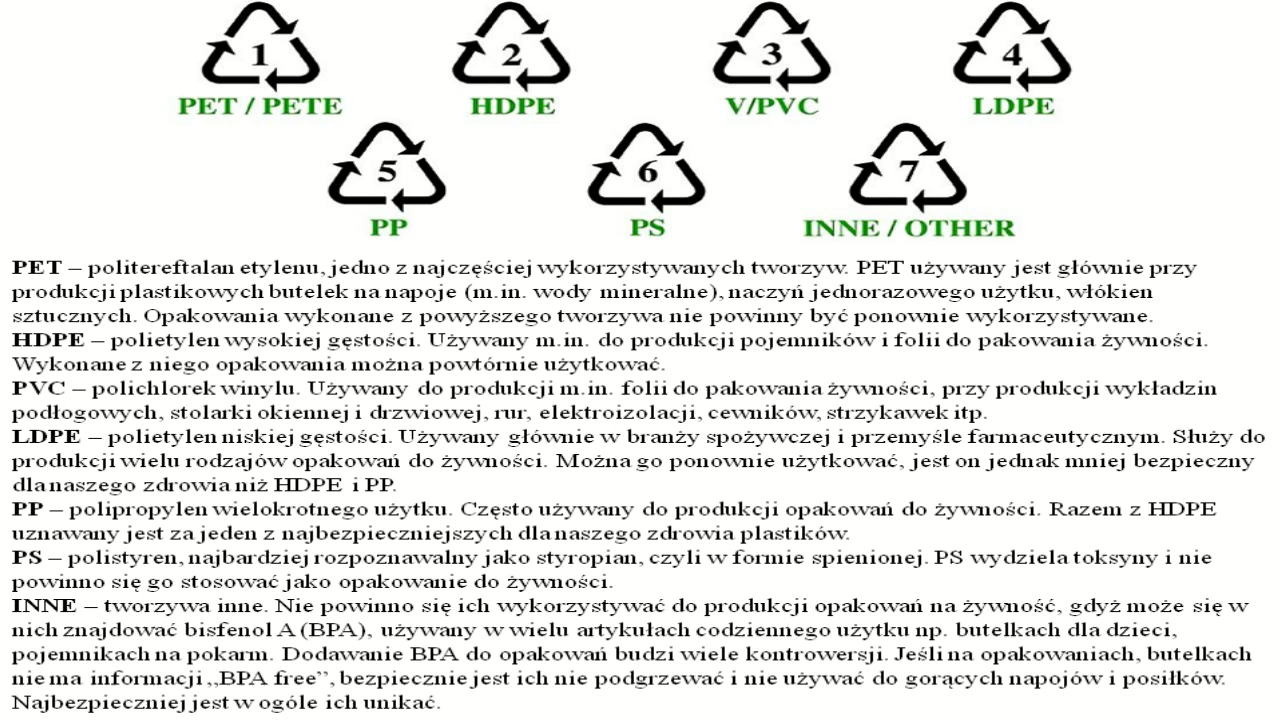 1 2 3 4
PET / PETE HDPE V/PVC LDPE
5 6 7
PP PS INNE / OTHER
PET – politereftalan etylenu, jedno z najczęściej wykorzystywanych tworzyw. PET używany jest głównie przy
produkcji plastikowych butelek na napoje (m.in. wody mineralne), naczyń jednorazowego użytku, włókien
sztucznych. Opakowania wykonane z powyższego tworzywa nie powinny być ponownie wykorzystywane.
HDPE – polietylen wysokiej gęstości. Używany m.in. do produkcji pojemników i folii do pakowania żywności.
Wykonane z niego opakowania można powtórnie użytkować.
PVC – polichlorek winylu. Używany do produkcji m.in. folii do pakowania żywności, przy produkcji wykładzin
podłogowych, stolarki okiennej i drzwiowej, rur, elektroizolacji, cewników, strzykawek itp.
LDPE – polietylen niskiej gęstości. Używany głównie w branży spożywczej i przemyśle farmaceutycznym. Służy do
produkcji wielu rodzajów opakowań do żywności. Można go ponownie użytkować, jest on jednak mniej bezpieczny
dla naszego zdrowia niż HDPE i PP.
PP – polipropylen wielokrotnego użytku. Często używany do produkcji opakowań do żywności. Razem z HDPE
uznawany jest za jeden z najbezpieczniejszych dla naszego zdrowia plastików.
PS – polistyren, najbardziej rozpoznawalny jako styropian, czyli w formie spienionej. PS wydziela toksyny i nie
powinno się go stosować jako opakowanie do żywności.
INNE – tworzywa inne. Nie powinno się ich wykorzystywać do produkcji opakowań na żywność, gdyż może się w
nich znajdować bisfenol A (BPA), używany w wielu artykułach codziennego użytku np. butelkach dla dzieci,
pojemnikach na pokarm. Dodawanie BPA do opakowań budzi wiele kontrowersji. Jeśli na opakowaniach, butelkach
nie ma informacji „BPA free”, bezpiecznie jest ich nie podgrzewać i nie używać do gorących napojów i posiłków.
Najbezpieczniej jest w ogóle ich unikać.